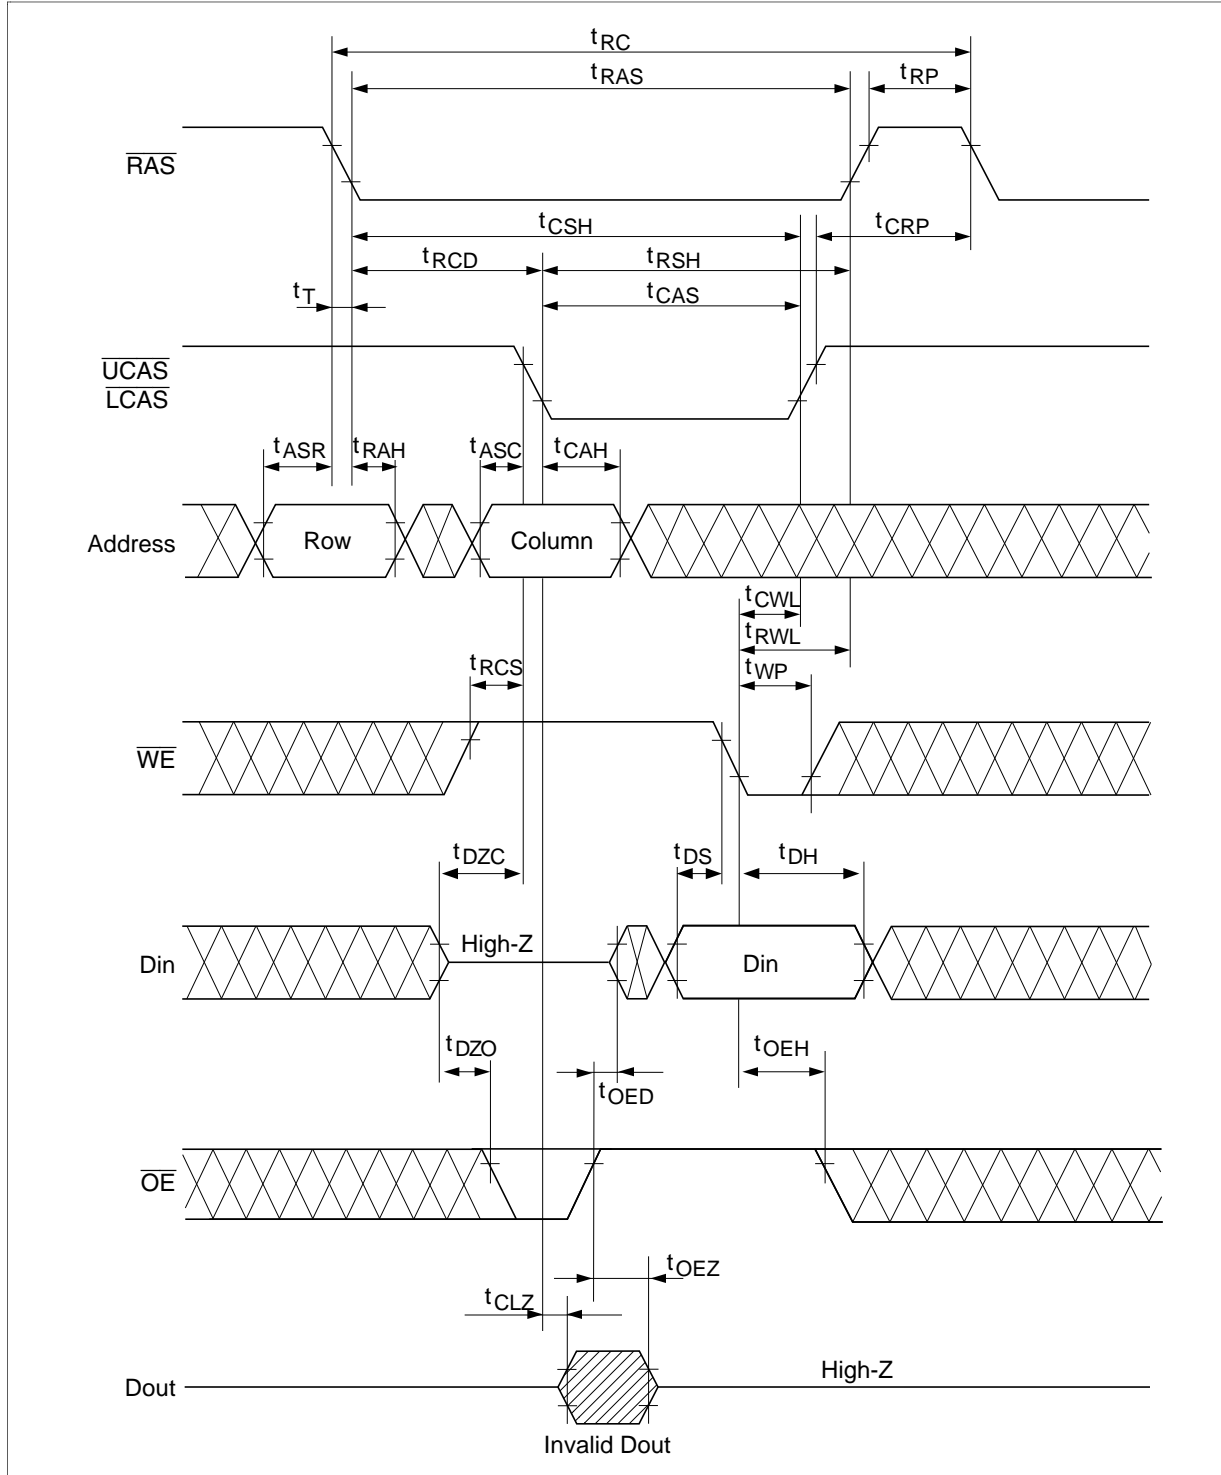 tRC
tRAS
tRP
RAS
tCSH
tCRP
tRCD
tRSH
tT
tCAS
UCAS
LCAS
tASR
tRAH
tASC
tCAH
Address
Row
Column
tCWL
tRWL
tRCS
tWP
WE
tDZC
tDS
tDH
High-Z
Din
Din
tDZO
tOED
tOEH
OE
tOEZ
tCLZ
Dout
High-Z
Invalid Dout